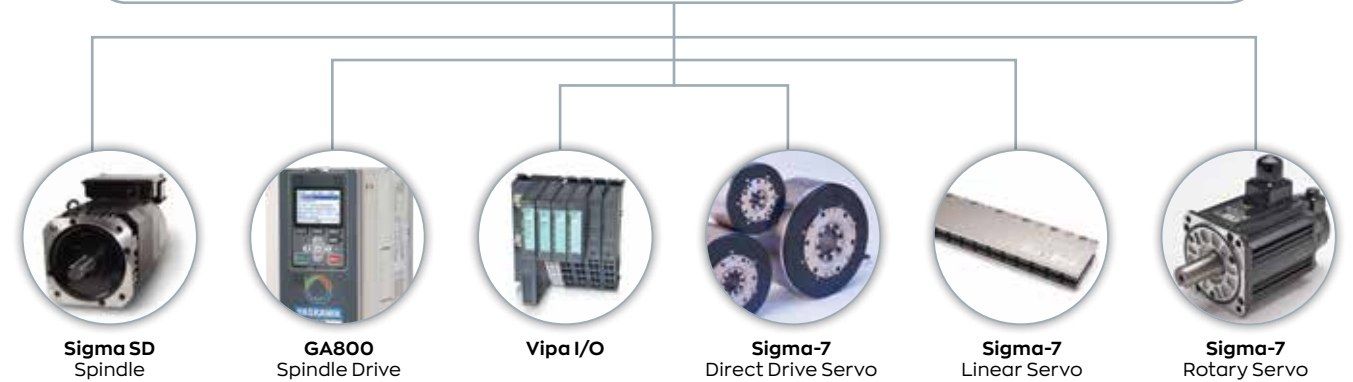 Sigma SD
Spindle
GA800
Spindle Drive
YASKAWA
Vipa I/O
Sigma-7
Direct Drive Servo
Sigma-7
Linear Servo
Sigma-7
Rotary Servo